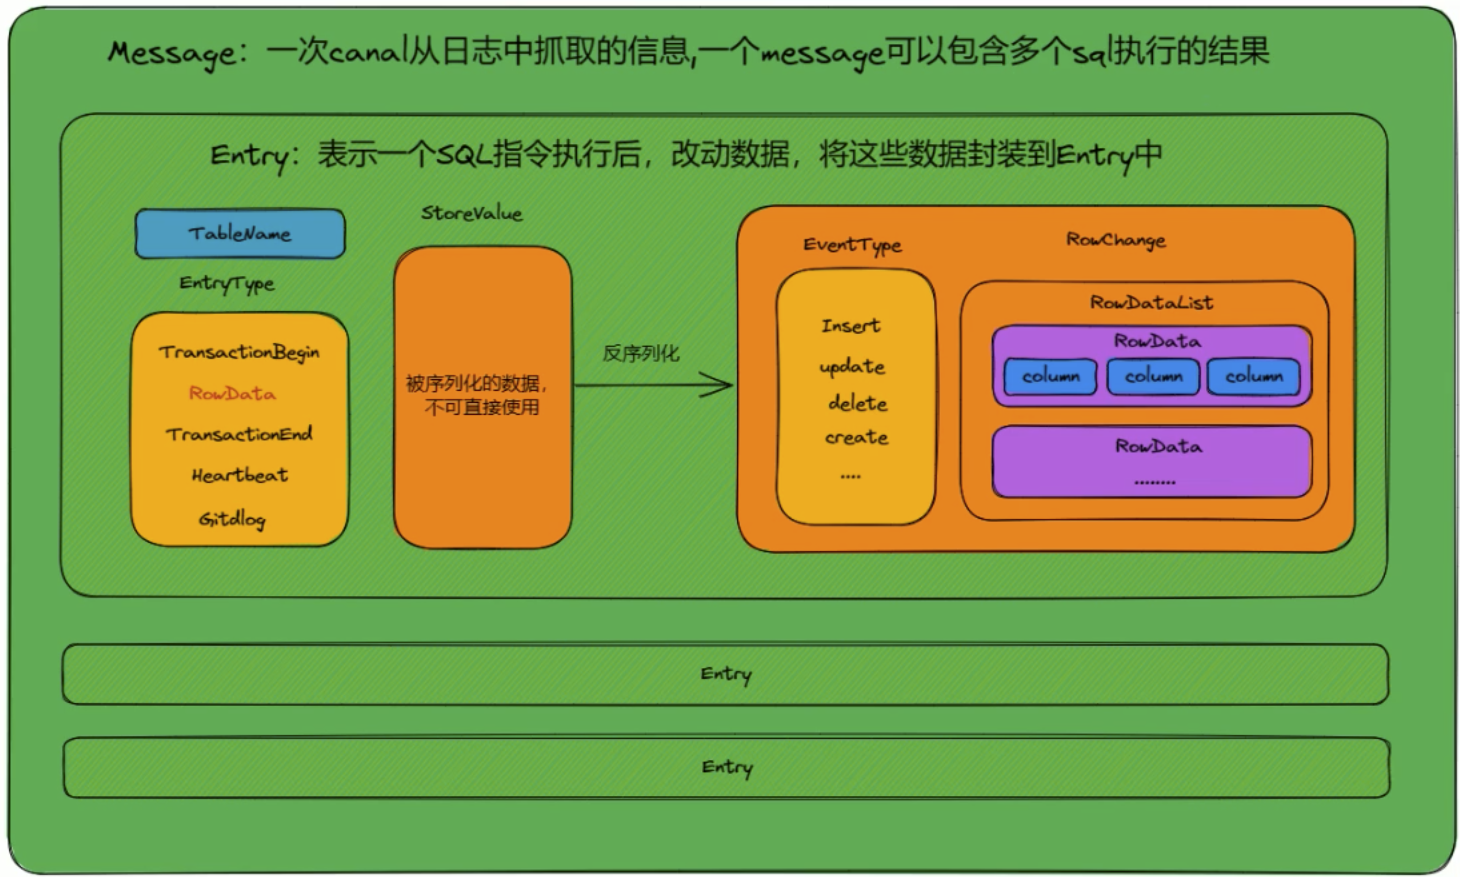 Message：一次canal从日志中抓取的信息,一个message可以包含多个sql执行的结果
Entry：表示一个SQL指令执行后，改动数据，将这些数据封装到Entry中
TableName
EntryType
TransactionBegin
RowData
TransactionEnd
Heartbeat
Gitdlog
StoreValue
被序列化的数据，
不可直接使用
反序列化
EventType
Insert
update
delete
create
....
RowChange
RowDataList
RowData
column column column
RowData
........
Entry
Entry